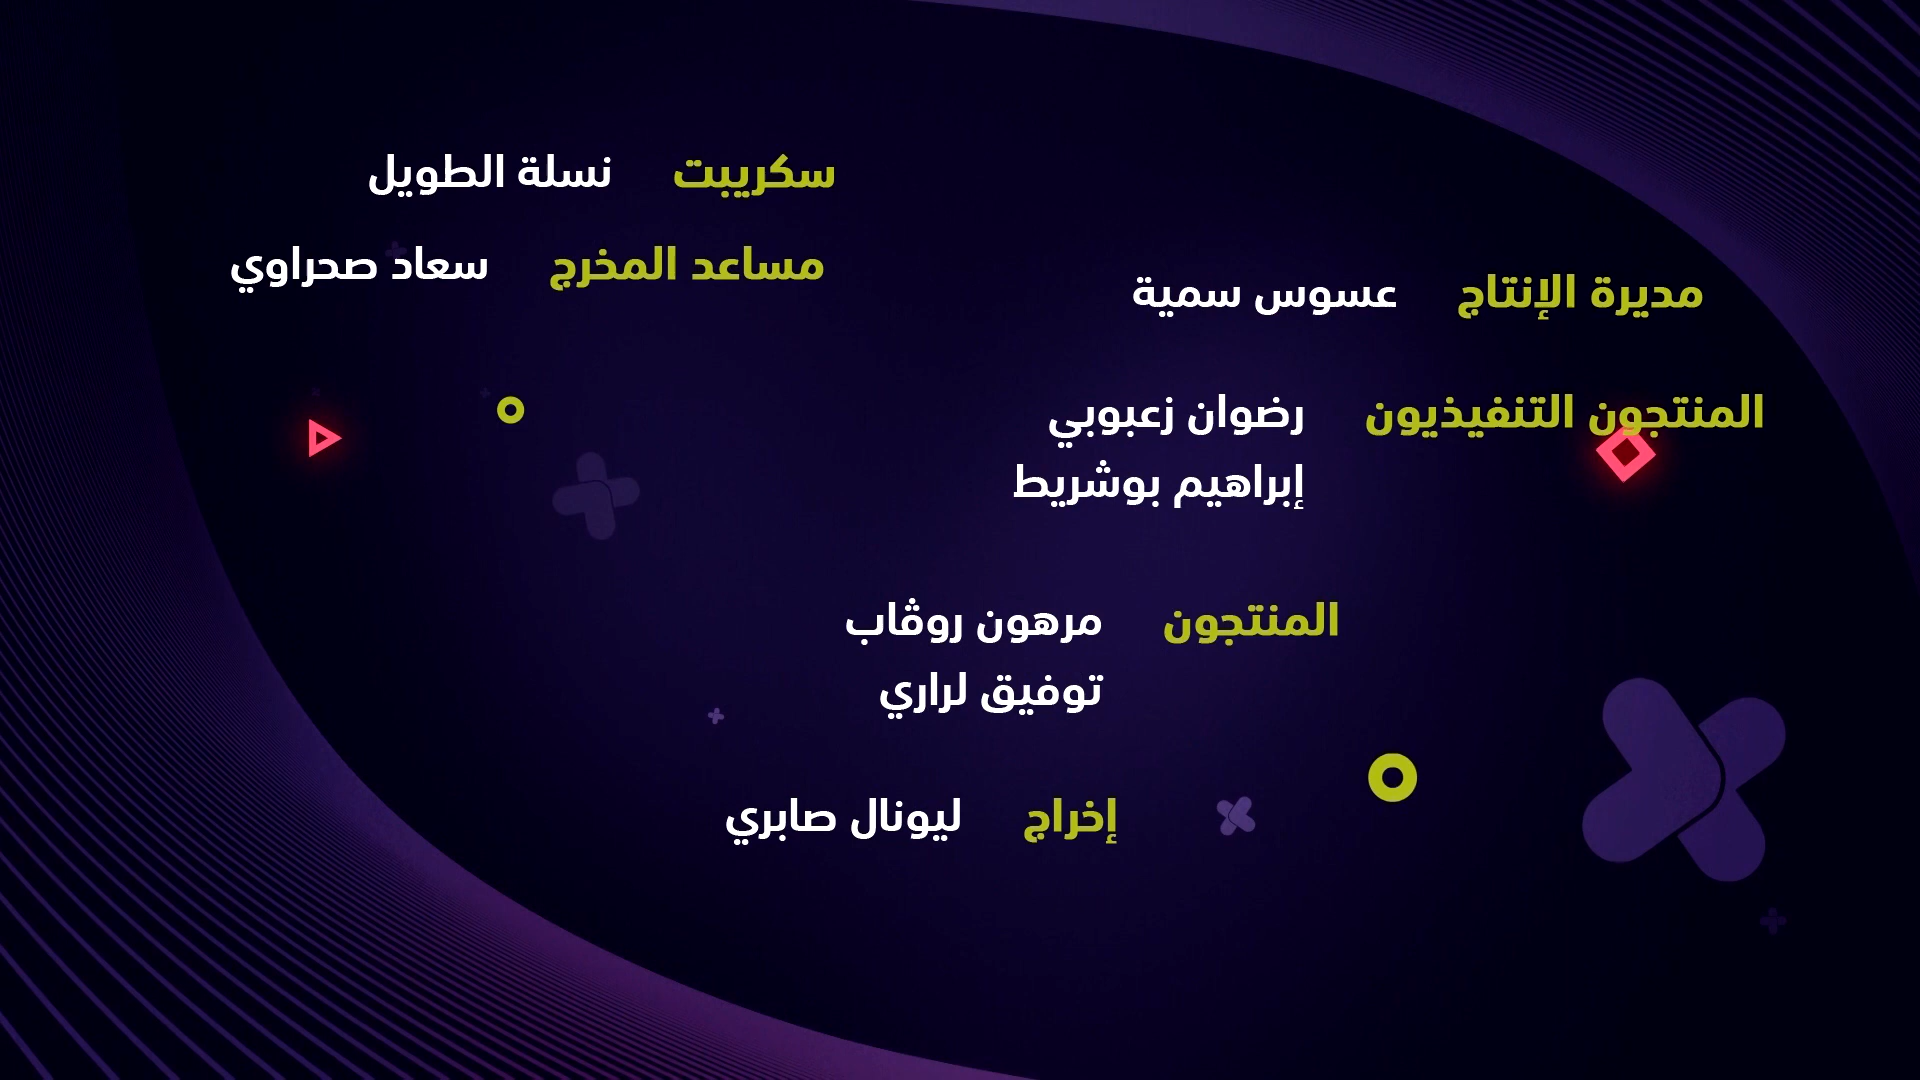 سكريبت نسلة الطويل
مساعد المخرج سعاد صحراوي
مديرة الإنتاج عسوس سمية
المنتجون التنفيذيون رضوان زعبوبي
إبراهيم بوشريط
المنتجون مرهون روڨاب
توفيق لراري
إخراج ليونال صابري